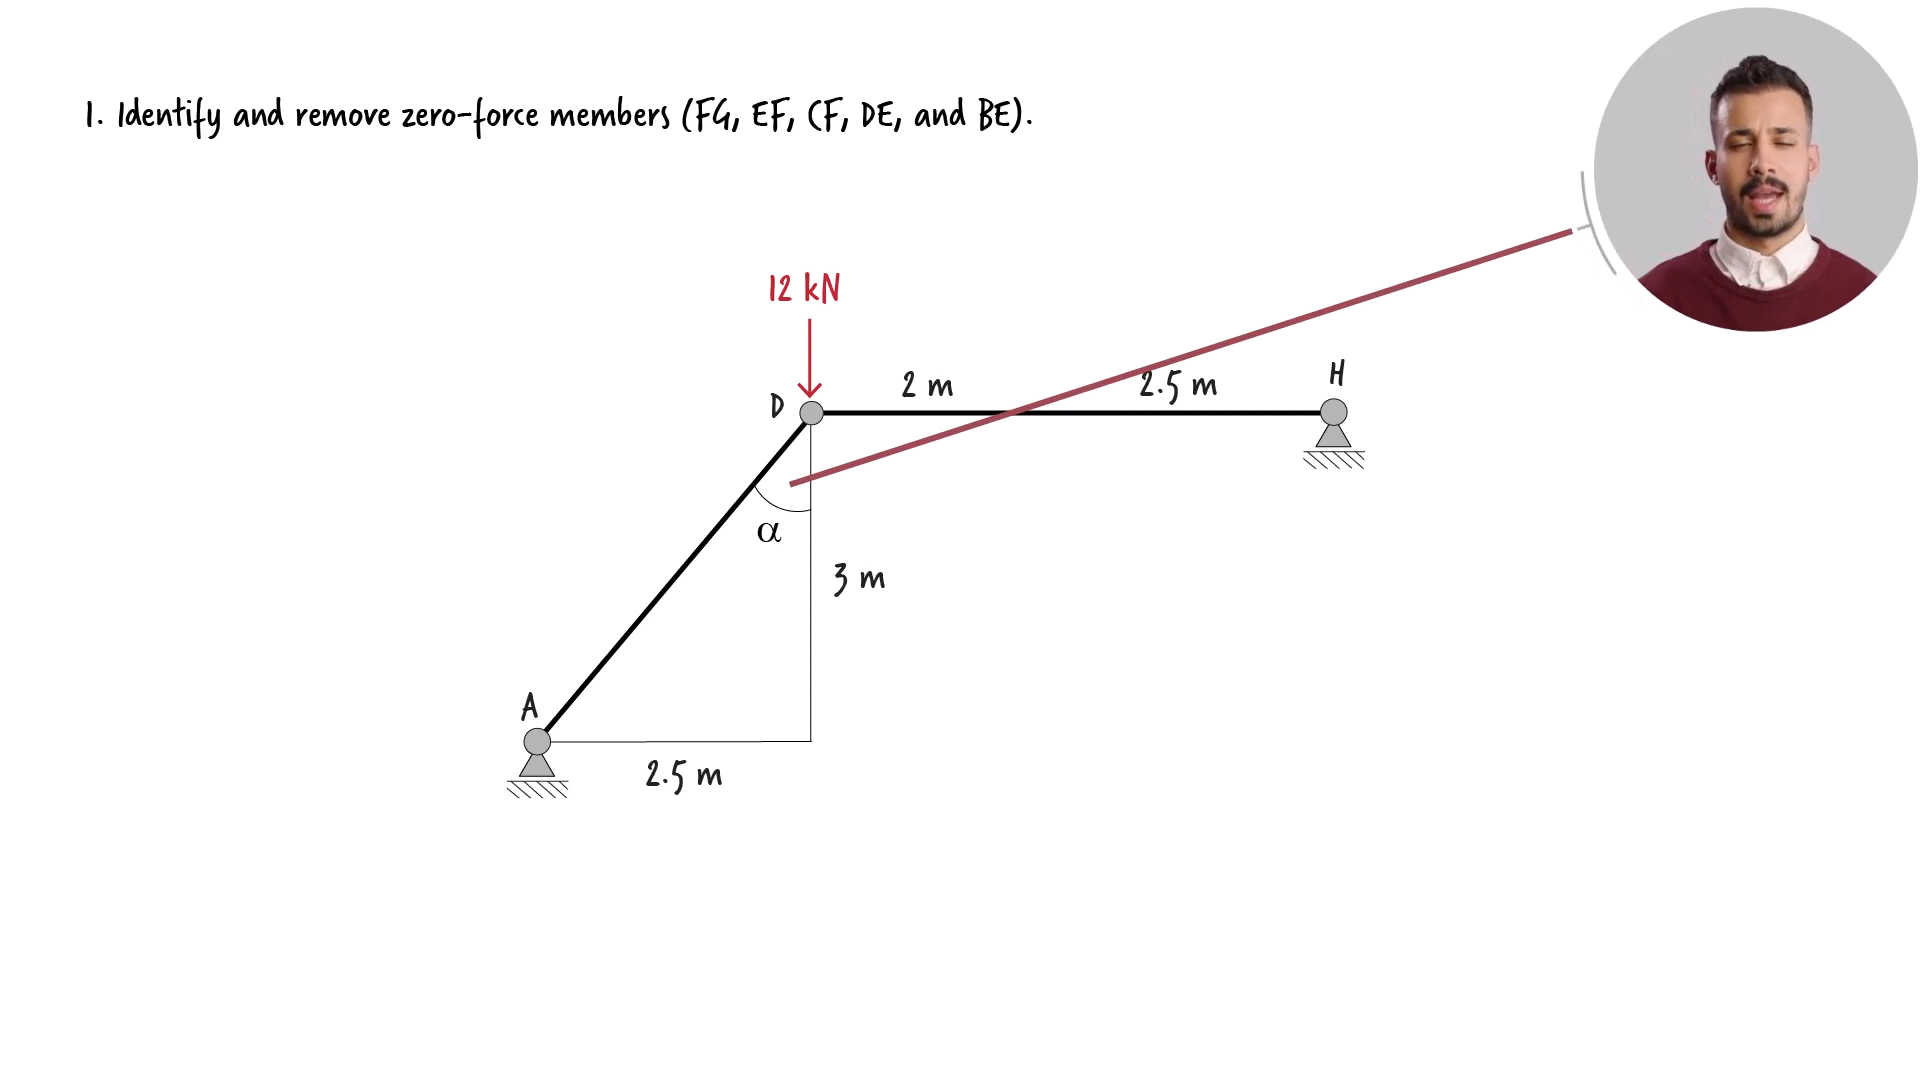 1. Identify and remove zero-force members (FG, EF, CF, DE, and BE).
12 kN
D
2 m
2.5 m
H
α
3 m
A
2.5 m